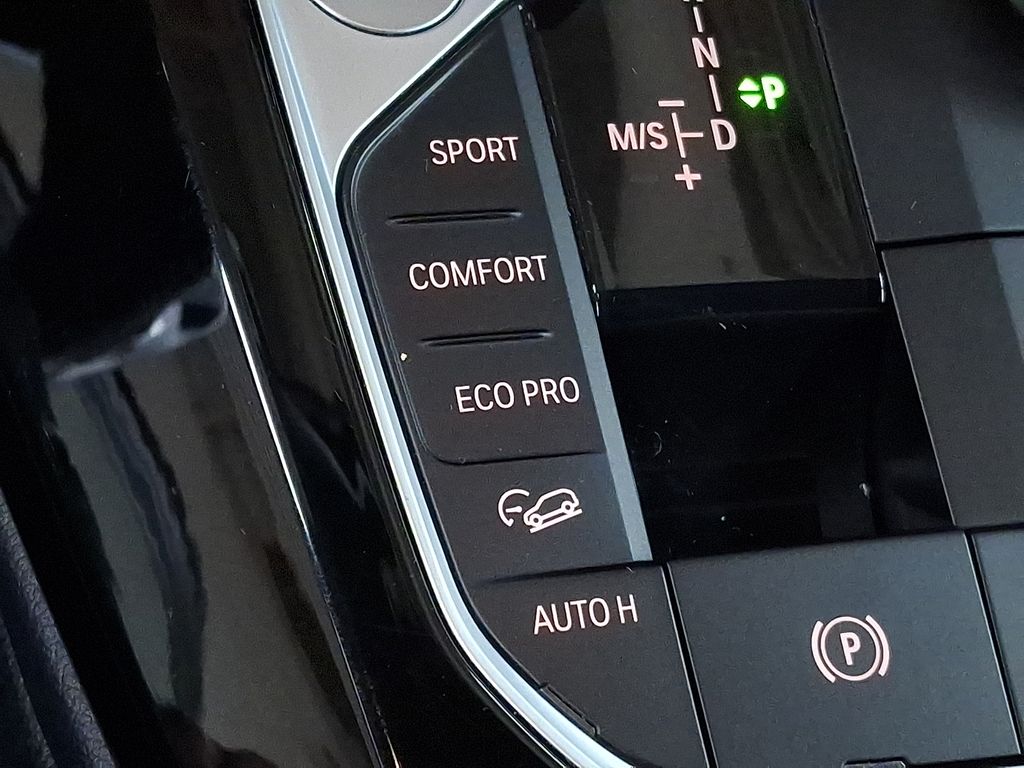 N
P
M/S
D
+
SPORT
COMFORT
ECO PRO
AUTO H
P